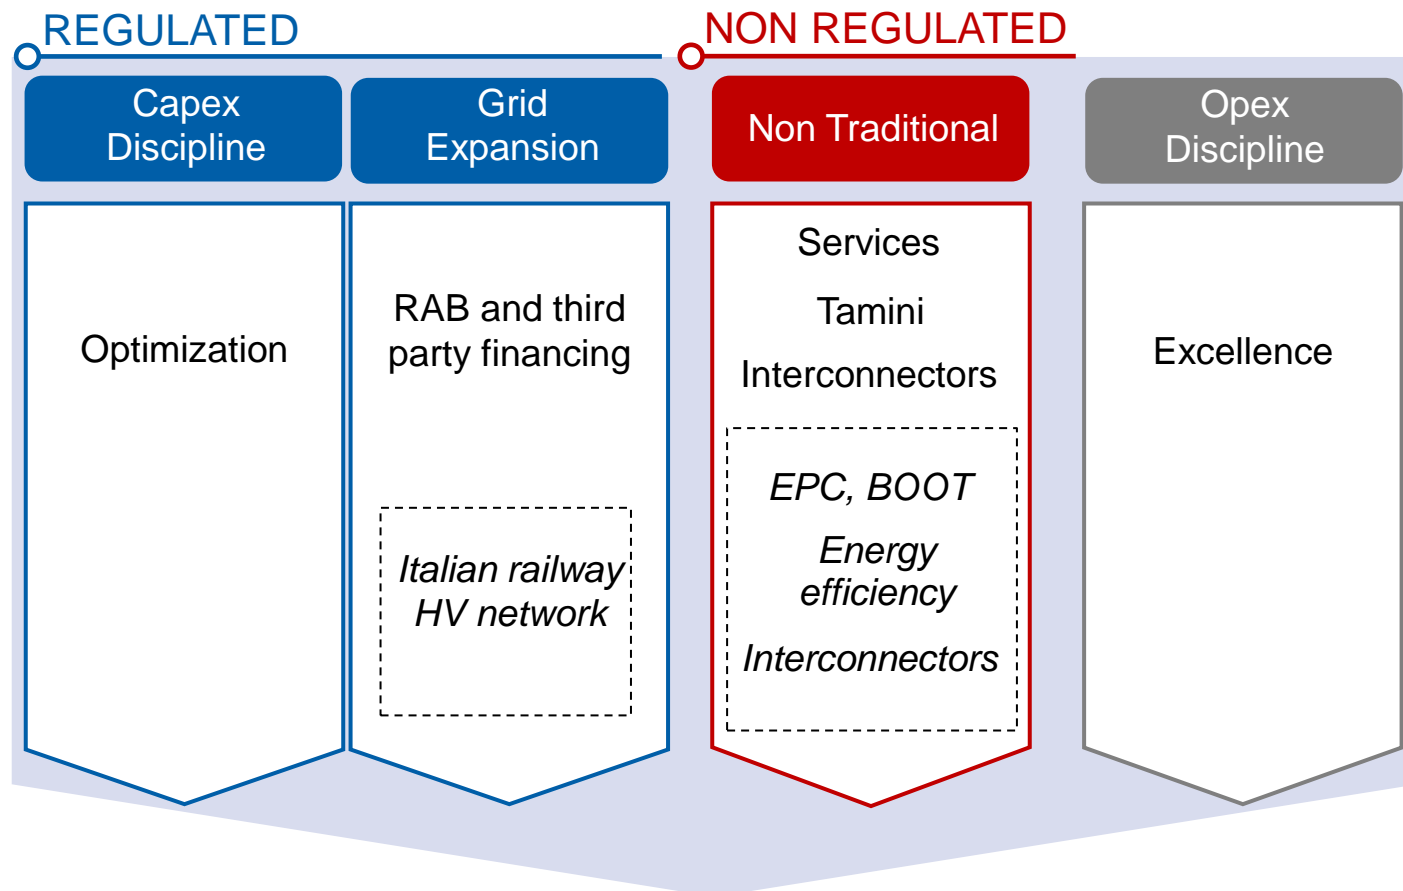 REGULATED
NON REGULATED
Capex
Discipline
Grid
Expansion
Non Traditional
Opex
Discipline
Optimization
RAB and third
party financing
Italian railway
HV network
Services
Tamini
Interconnectors
EPC, BOOT
Energy
efficiency
Interconnectors
Excellence